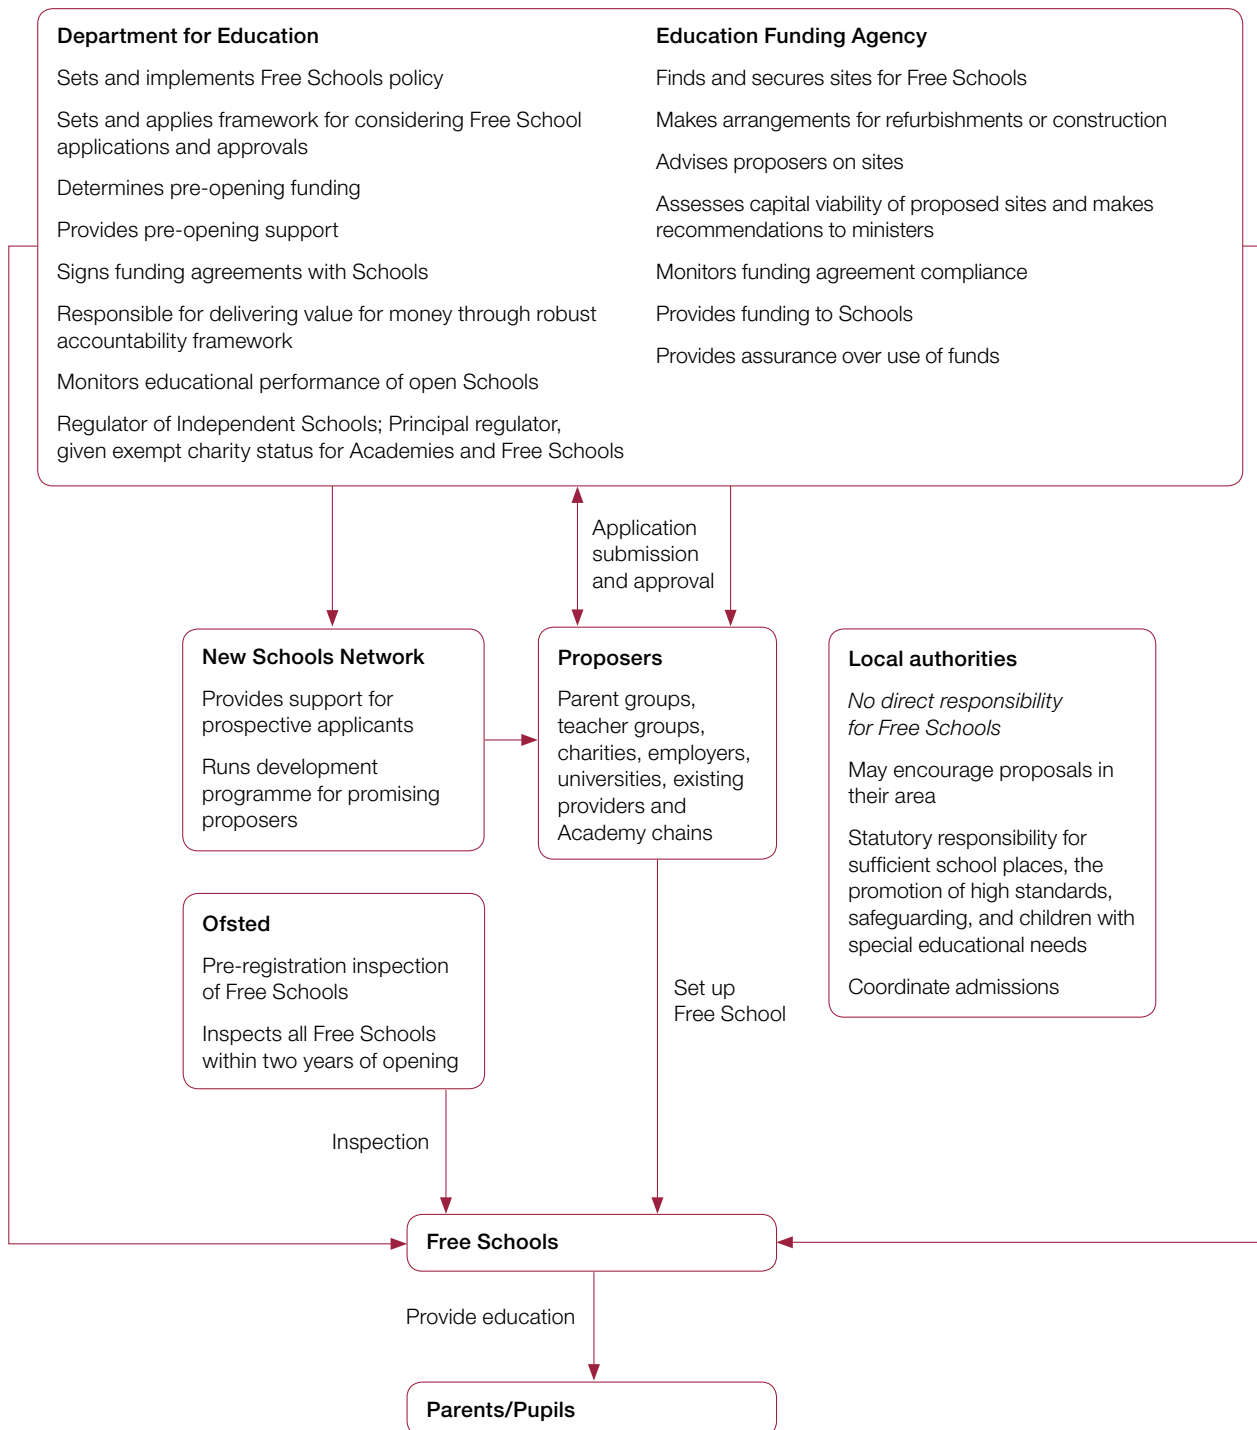 Department for Education
Sets and implements Free Schools policy
Sets and applies framework for considering Free School
applications and approvals
Determines pre-opening funding
Provides pre-opening support
Signs funding agreements with Schools
Responsible for delivering value for money through robust
accountability framework
Monitors educational performance of open Schools
Regulator of Independent Schools; Principal regulator,
given exempt charity status for Academies and Free Schools
Education Funding Agency
Finds and secures sites for Free Schools
Makes arrangements for refurbishments or construction
Advises proposers on sites
Assesses capital viability of proposed sites and makes
recommendations to ministers
Monitors funding agreement compliance
Provides funding to Schools
Provides assurance over use of funds
Application
submission
and approval
New Schools Network
Provides support for
prospective applicants
Runs development
programme for promising
proposers
Proposers
Parent groups,
teacher groups,
charities, employers,
universities, existing
providers and
Academy chains
Local authorities
No direct responsibility
for Free Schools
May encourage proposals in
their area
Statutory responsibility for
sufficient school places, the
promotion of high standards,
safeguarding, and children with
special educational needs
Coordinate admissions
Ofsted
Pre-registration inspection
of Free Schools
Inspects all Free Schools
within two years of opening
Set up
Free School
Inspection
Free Schools
Provide education
Parents/Pupils